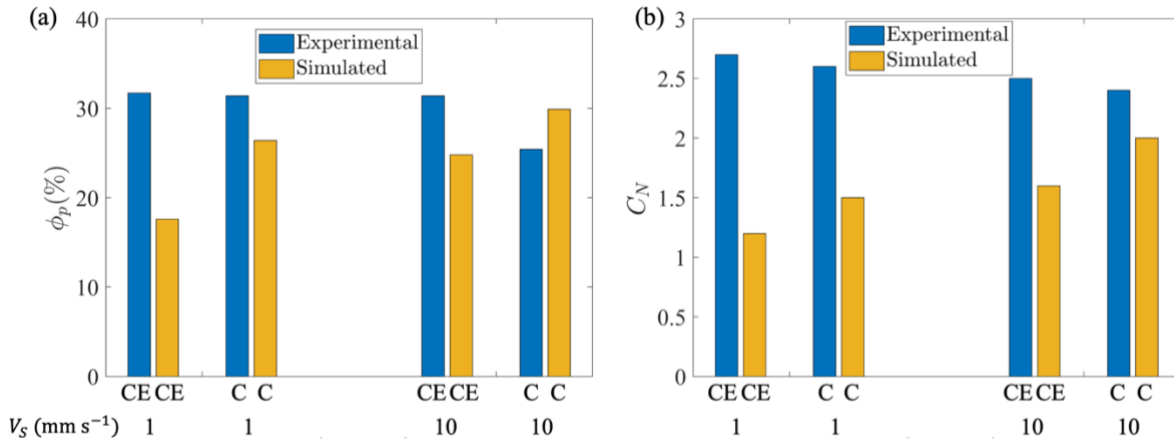 (a)
40
30
20
10
0
ϕp(%)
Experimental
Simulated
CE CE C C CE CE C C
VS (mm s−1) 1 1 10 10
(b)
3
2.5
2
1.5
1
0.5
0
CN
Experimental
Simulated
CE CE C C CE CE C C
1 1 10 10